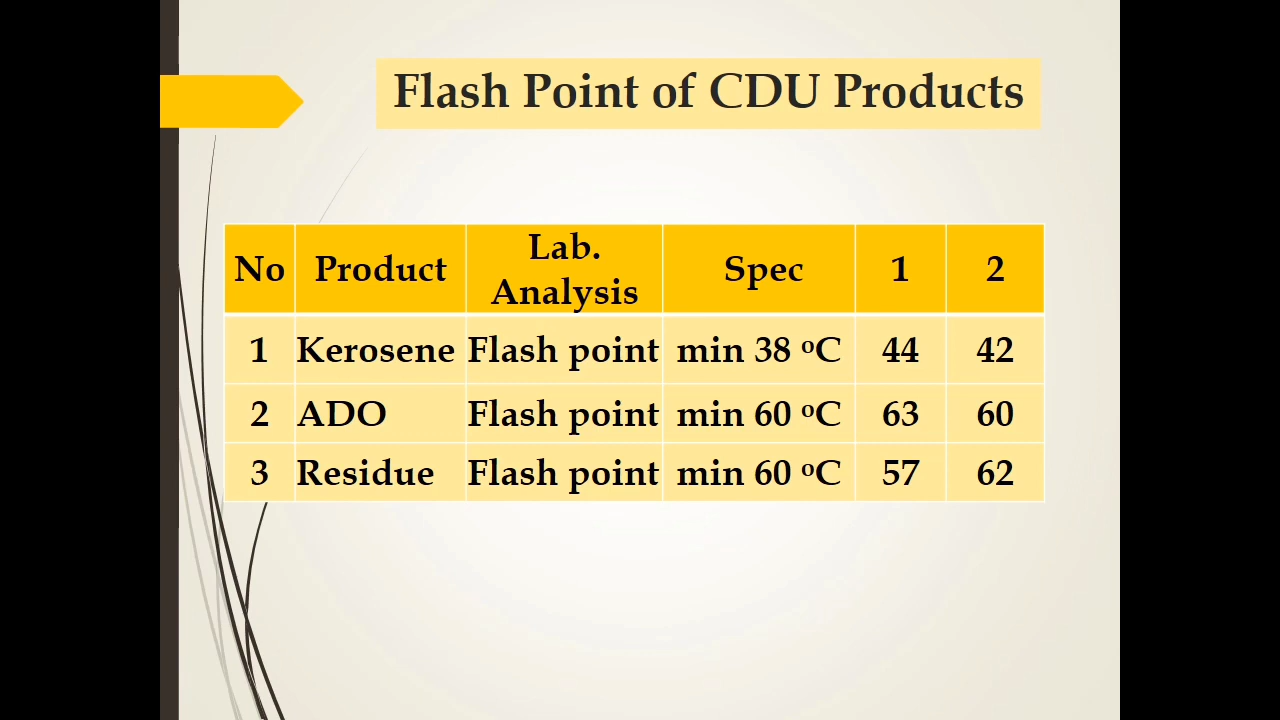 Flash Point of CDU Products
No Product Lab. Analysis Spec 1 2
1 Kerosene Flash point min 38 ºC 44 42
2 ADO Flash point min 60 ºC 63 60
3 Residue Flash point min 60 ºC 57 62